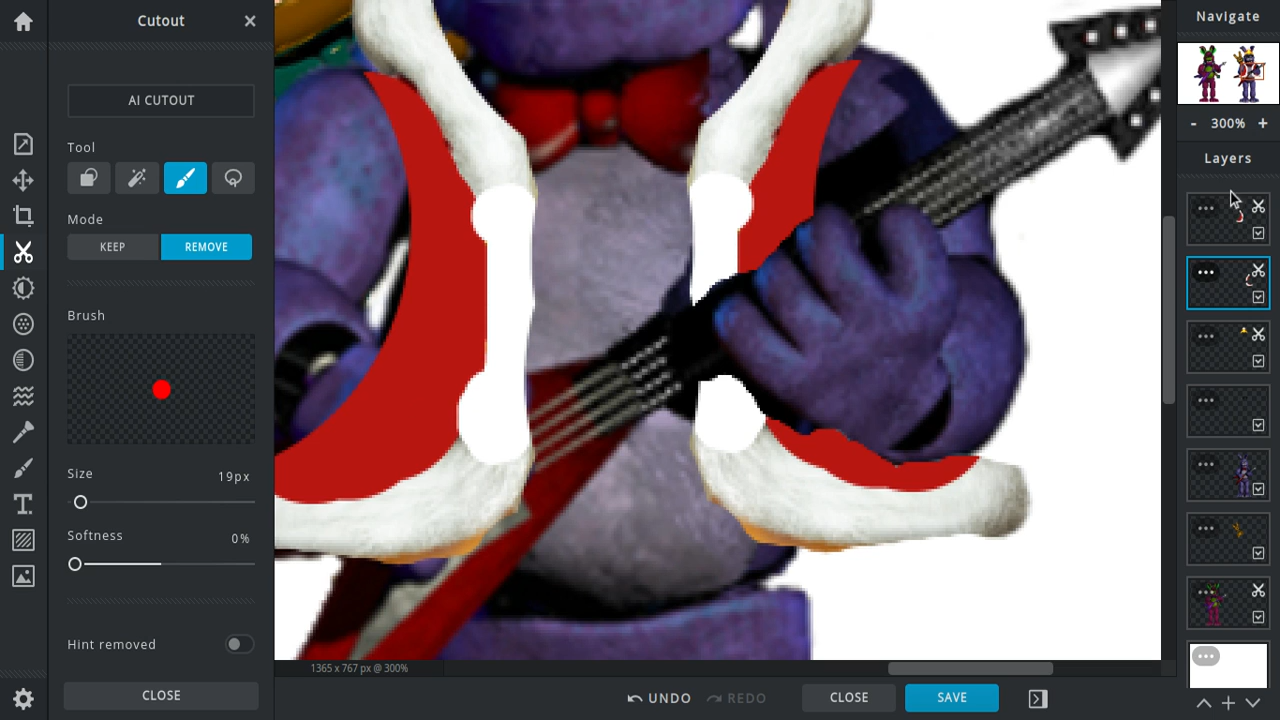 Cutout
Navigate
AI CUTOUT
- 300% +
Tool
Layers
Mode
KEEP
REMOVE
Brush
Size
19px
Softness
0%
Hint removed
CLOSE
1365 x 767 px @ 300%
UNDO
REDO
CLOSE
SAVE